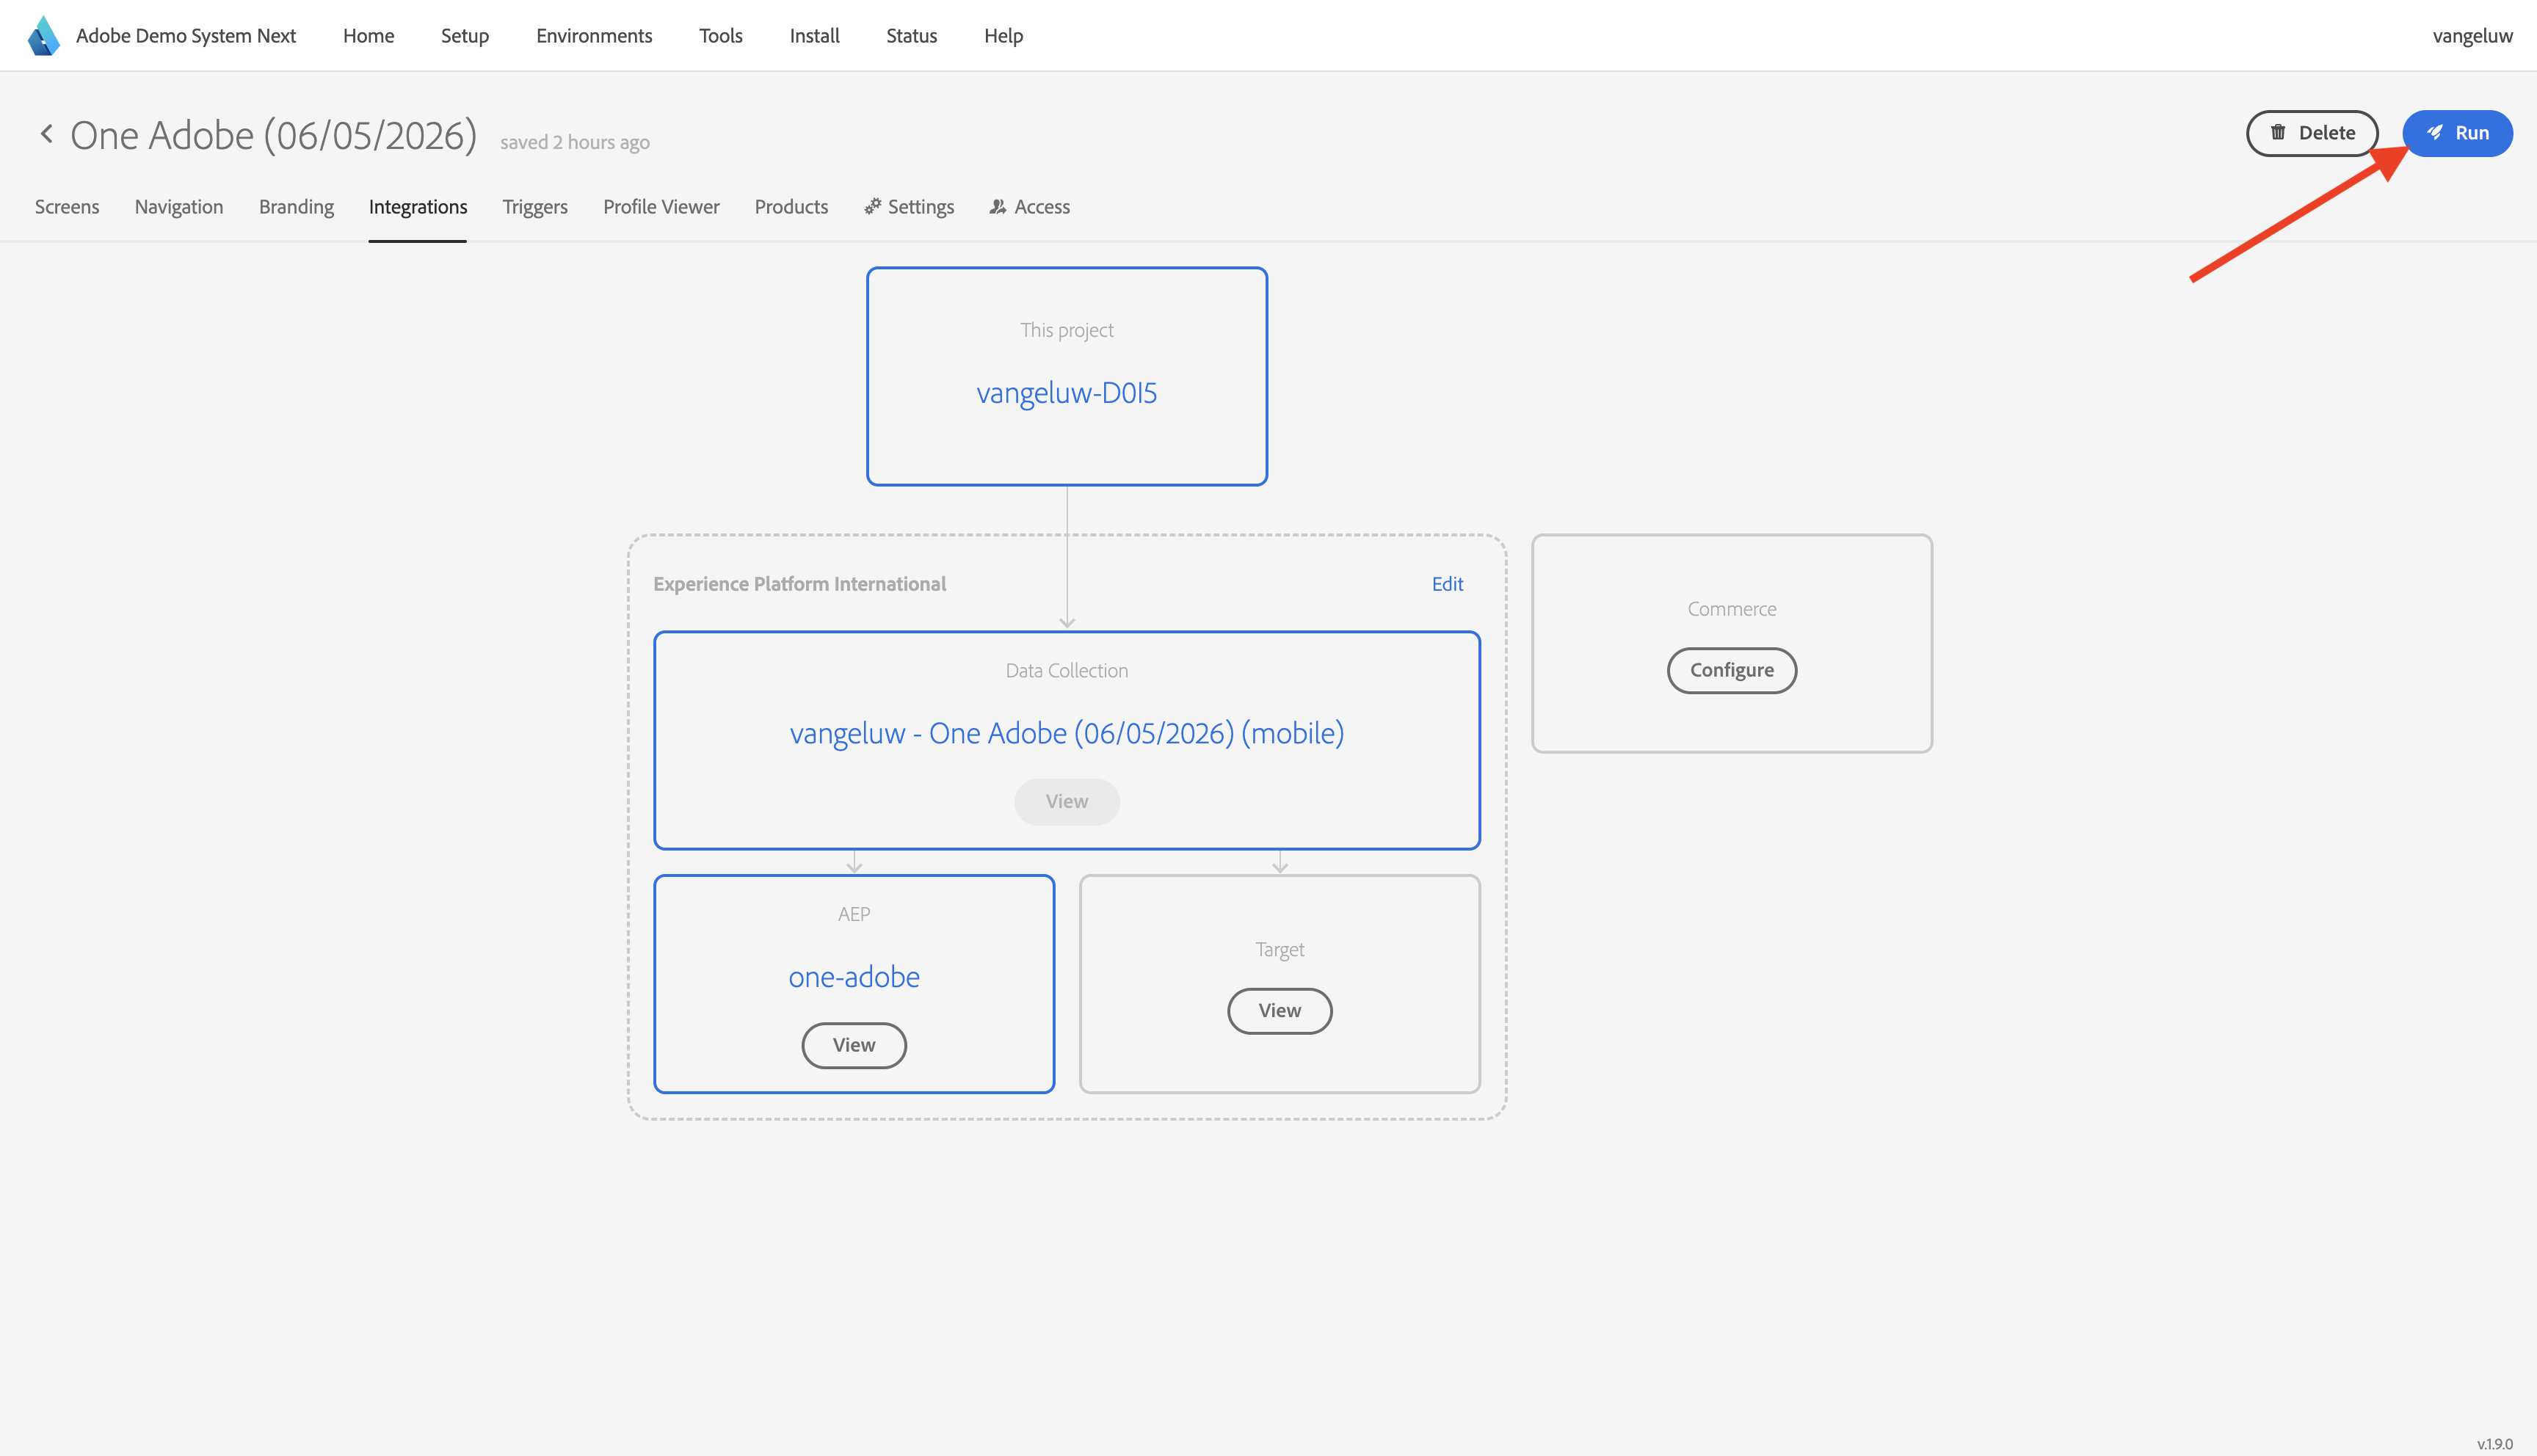 Adobe Demo System Next Home Setup Environments Tools Install Status Help vangeluw
One Adobe (06/05/2026) saved 2 hours ago Delete Run
Screens Navigation Branding Integrations Triggers Profile Viewer Products Settings Access
This project
vangeluw-D0I5
Experience Platform International Edit
Data Collection
vangeluw - One Adobe (06/05/2026) (mobile)
View
Commerce
Configure
AEP
one-adobe
View
Target
View
v.1.9.0